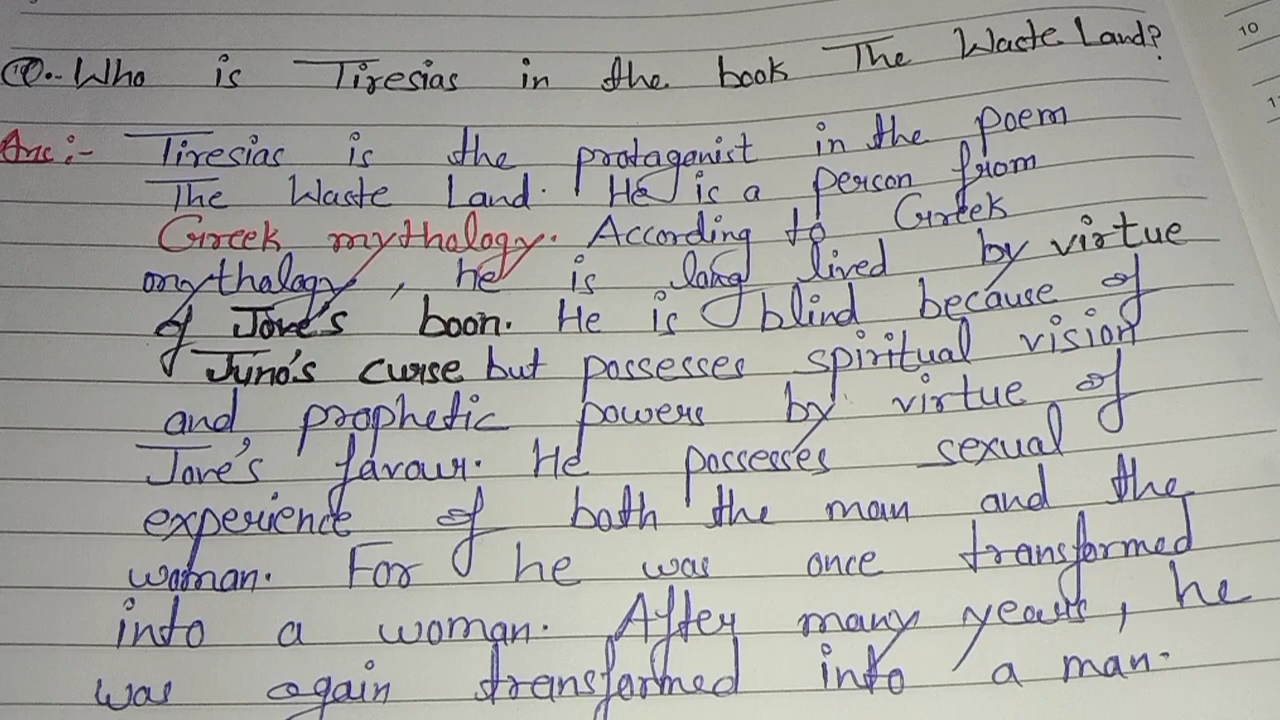 Q.- Who is Tiresias in the book The Waste Land?
Ans :- Tiresias is the protagonist in the poem
The Waste Land. He is a person from
Greek mythology. According to Greek
mythology, he is long lived by virtue
of Jove's boon. He is blind because of
Juno's curse but possesses spiritual vision
and prophetic powers by virtue of
Jove's favour. He possesses sexual
experience of both the man and the
woman. For he was once transformed
into a woman. After many years, he
was again transformed into a man.
10